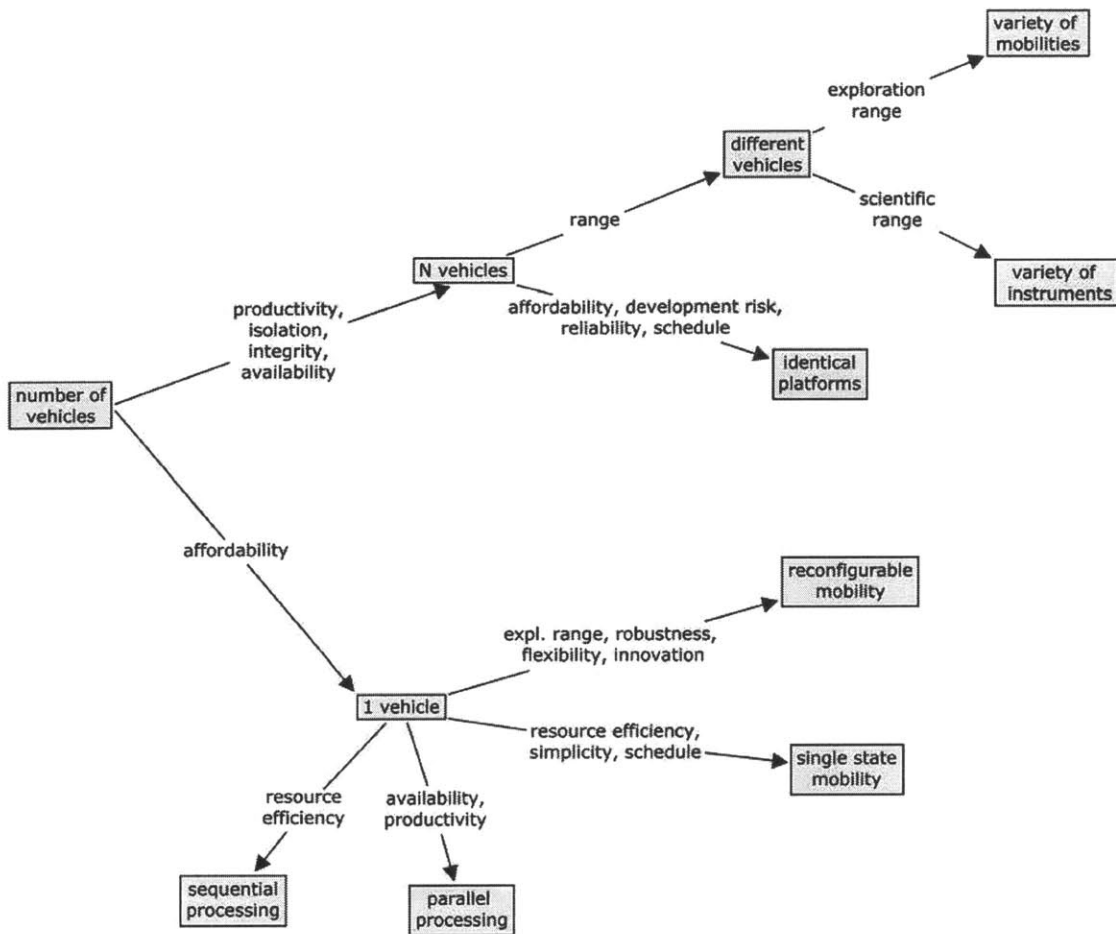 variety of
mobilities
exploration
range
different
vehicles
scientific
range
range
N vehicles
variety of
instruments
affordability, development risk,
reliability, schedule
productivity,
isolation,
integrity,
availability
identical
platforms
number of
vehicles
affordability
reconfigurable
mobility
expl. range, robustness,
flexibility, innovation
1 vehicle
resource efficiency,
simplicity, schedule
single state
mobility
resource
efficiency
availability,
productivity
sequential
processing
parallel
processing